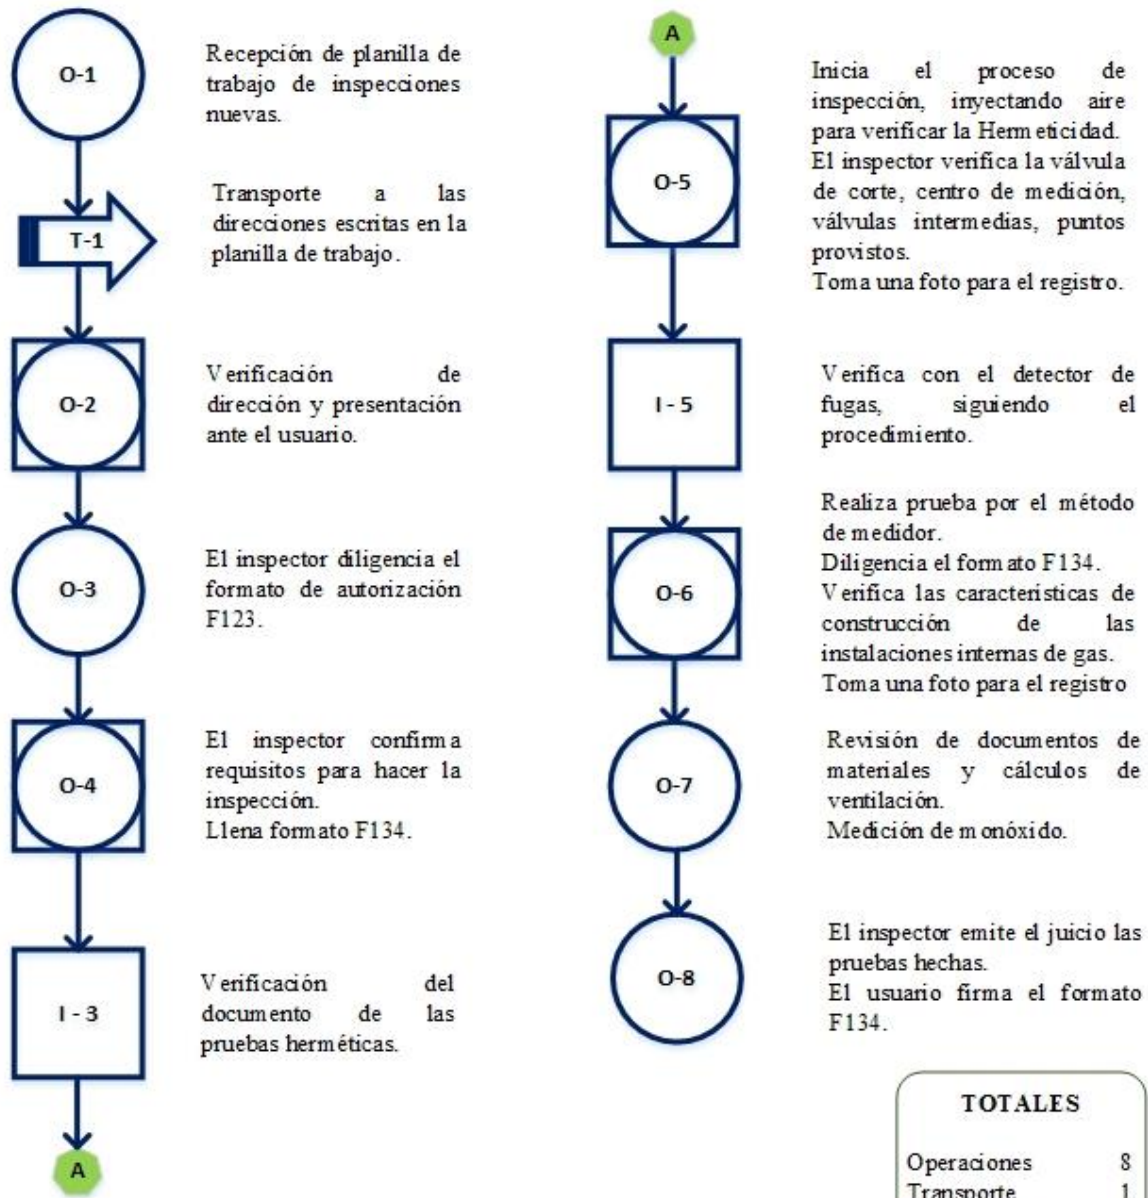 O-1
Recepción de planilla de
trabajo de inspecciones
nuevas.
T-1
Transporte a las
direcciones escritas en la
planilla de trabajo.
O-2
Verificación de
dirección y presentación
ante el usuario.
O-3
El inspector diligencia el
formato de autorización
F123.
O-4
El inspector confirma
requisitos para hacer la
inspección.
Llena formato F134.
I - 3
Verificación del
documento de las
pruebas herméticas.
A
A
O-5
Inicia el proceso de
inspección, inyectando aire
para verificar la Hermeticidad.
El inspector verifica la válvula
de corte, centro de medición,
válvulas intermedias, puntos
provistos.
Toma una foto para el registro.
I - 5
Verifica con el detector de
fugas, siguiendo el
procedimiento.
O-6
Realiza prueba por el método
de medidor.
Diligencia el formato F134.
Verifica las características de
construcción de las
instalaciones internas de gas.
Toma una foto para el registro
O-7
Revisión de documentos de
materiales y cálculos de
ventilación.
Medición de monóxido.
O-8
El inspector emite el juicio las
pruebas hechas.
El usuario firma el formato
F134.
TOTALES
Operaciones 8
Transporte 1